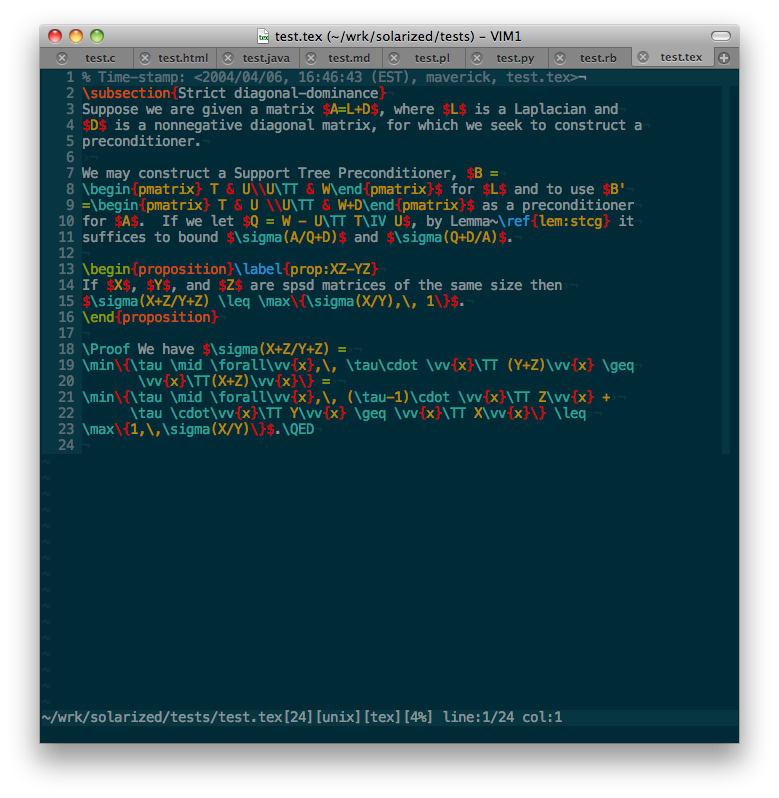 test.tex (~/wrk/solarized/tests) – VIM1
test.c test.html test.java test.md test.pl test.py test.rb test.tex
1 % Time-stamp: <2004/04/06, 16:46:43 (EST), maverick, test.tex>¬
2 \subsection{Strict diagonal-dominance}¬
3 Suppose we are given a matrix $A=L+D$, where $L$ is a Laplacian and¬
4 $D$ is a nonnegative diagonal matrix, for which we seek to construct a¬
5 preconditioner.¬
6 ¬
7 We may construct a Support Tree Preconditioner, $B =¬
8 \begin{pmatrix} T & U\\U\TT & W\end{pmatrix}$ for $L$ and to use $B'¬
9 =\begin{pmatrix} T & U \\U\TT & W+D\end{pmatrix}$ as a preconditioner¬
10 for $A$.  If we let $Q = W - U\TT T\IV U$, by Lemma~\ref{lem:stcg} it¬
11 suffices to bound $\sigma(A/Q+D)$ and $\sigma(Q+D/A)$.¬
12 ¬
13 \begin{proposition}\label{prop:XZ-YZ}¬
14 If $X$, $Y$, and $Z$ are spsd matrices of the same size then¬
15 $\sigma(X+Z/Y+Z) \leq \max\{\sigma(X/Y),\, 1\}$.¬
16 \end{proposition}¬
17 ¬
18 \Proof We have $\sigma(X+Z/Y+Z) =¬
19 \min\{\tau \mid \forall\vv{x},\, \tau\cdot \vv{x}\TT (Y+Z)\vv{x} \geq¬
20 \vv{x}\TT(X+Z)\vv{x}\} =¬
21 \min\{\tau \mid \forall\vv{x},\, (\tau-1)\cdot \vv{x}\TT Z\vv{x} +¬
22 \tau \cdot\vv{x}\TT Y\vv{x} \geq \vv{x}\TT X\vv{x}\} \leq¬
23 \max\{1,\,\sigma(X/Y)\}$.\QED¬
24 ¬
~/wrk/solarized/tests/test.tex[24][unix][tex][4%] line:1/24 col:1